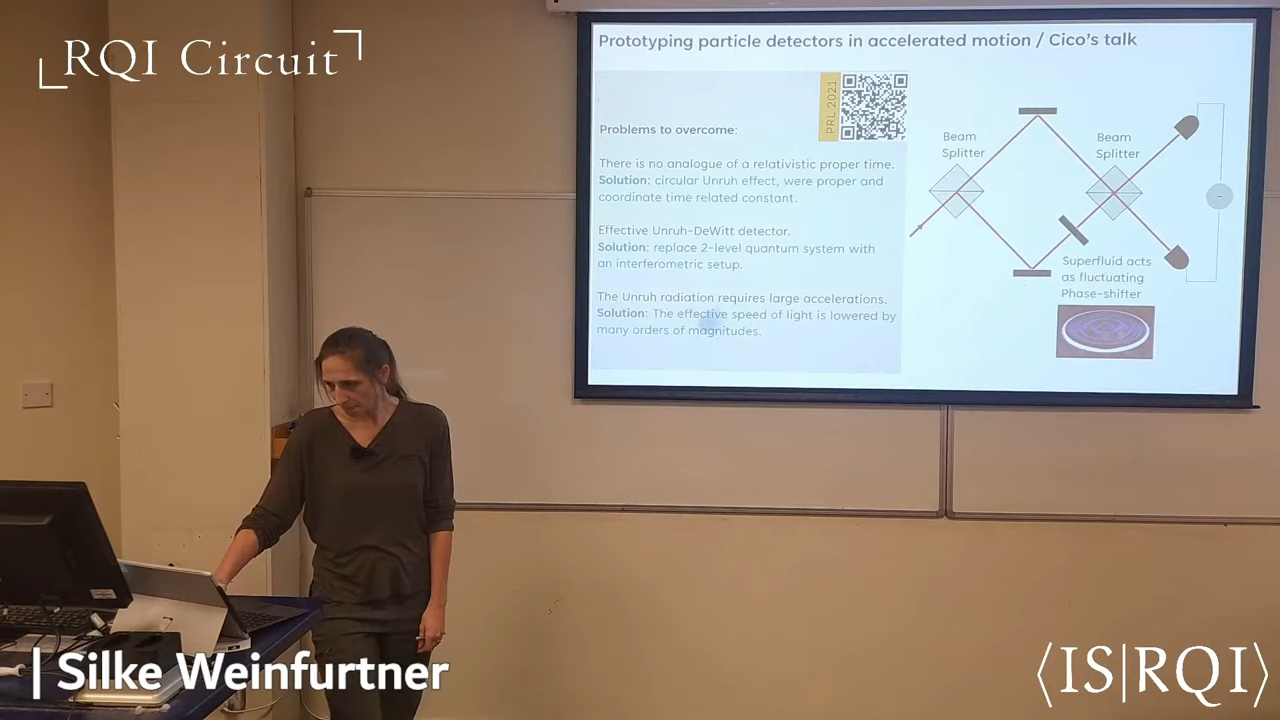 RQI Circuit
Prototyping particle detectors in accelerated motion / Cico's talk
PRL 2021
Problems to overcome:
There is no analogue of a relativistic proper time.
Solution: circular Unruh effect, were proper and
coordinate time related constant.
Effective Unruh-DeWitt detector.
Solution: replace 2-level quantum system with
an interferometric setup.
The Unruh radiation requires large accelerations.
Solution: The effective speed of light is lowered by
many orders of magnitudes.
Beam
Splitter
Beam
Splitter
-
Superfluid acts
as fluctuating
Phase-shifter
| Silke Weinfurtner
⟨IS|RQI⟩